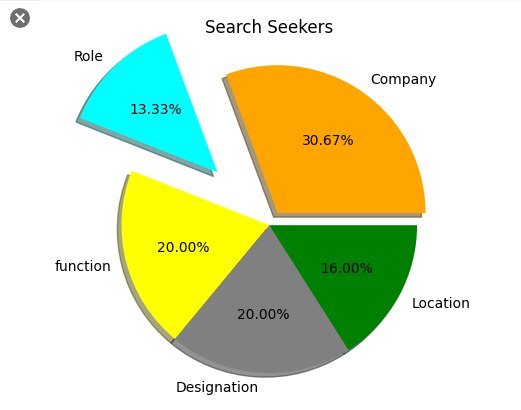 Search Seekers
Role
Company
13.33%
30.67%
20.00%
function
16.00%
Location
20.00%
Designation